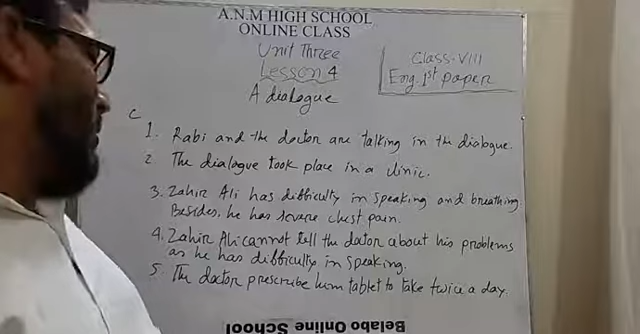 A.N.M HIGH SCHOOL
ONLINE CLASS
Unit Three
Lesson 4
A dialogue
Class-VIII
Eng. 1st paper
C
1. Rabi and the doctor are talking in the dialogue.
2. The dialogue took place in a clinic.
3. Zahir Ali has difficulty in speaking and breathing.
Besides, he has severe chest pain.
4. Zahir Ali cannot tell the doctor about his problems
as he has difficulty in speaking.
5. The doctor prescribe him tablet to take twice a day.
Belabo Online School